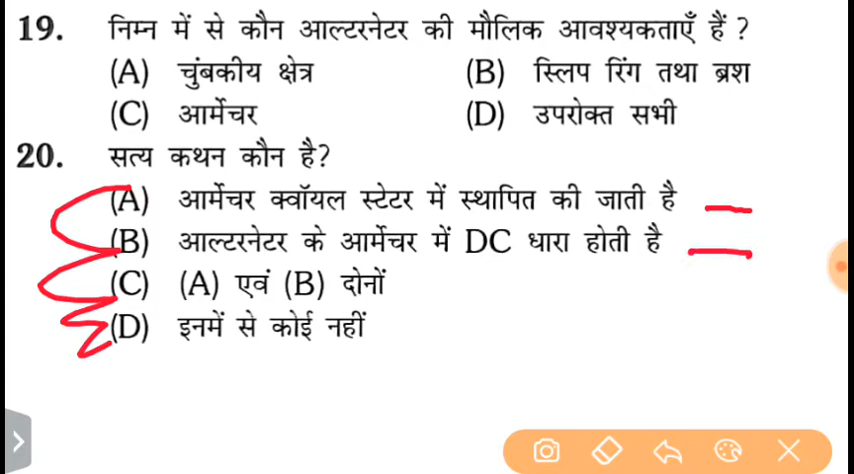 19. निम्न में से कौन आल्टरनेटर की मौलिक आवश्यकताएँ हैं ?
(A) चुंबकीय क्षेत्र (B) स्लिप रिंग तथा ब्रश
(C) आर्मेचर (D) उपरोक्त सभी
20. सत्य कथन कौन है?
(A) आर्मेचर क्वॉयल स्टेटर में स्थापित की जाती है
(B) आल्टरनेटर के आर्मेचर में DC धारा होती है
(C) (A) एवं (B) दोनों
(D) इनमें से कोई नहीं